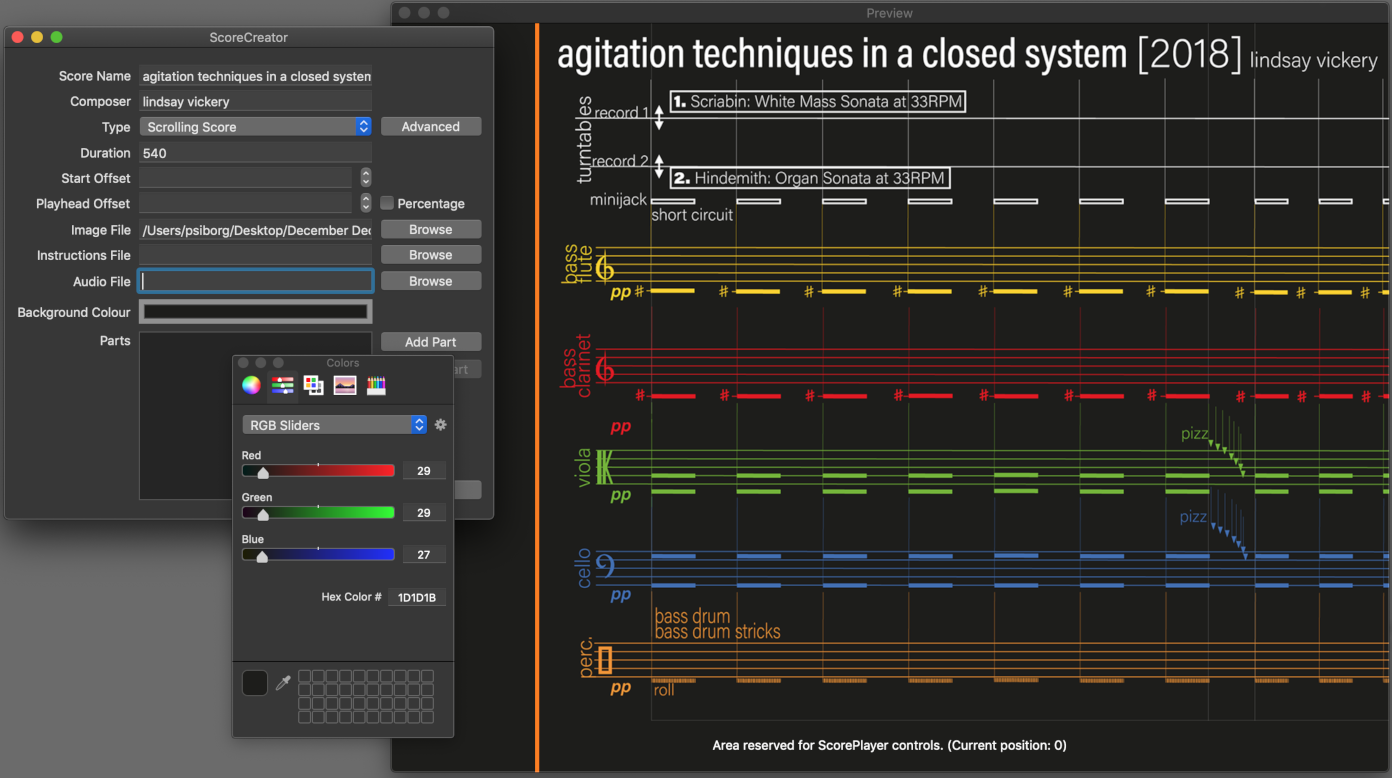 Preview
ScoreCreator
Score Name agitation techniques in a closed system
Composer lindsay vickery
Type Scrolling Score Advanced
Duration 540
Start Offset
Playhead Offset Percentage
Image File /Users/psiborg/Desktop/December Dec Browse
Instructions File Browse
Audio File Browse
Background Colour
Parts Add Part
art
Colors
RGB Sliders
Red
29
Green
29
Blue
27
Hex Color # 1D1D1B
agitation techniques in a closed system [2018] lindsay vickery
turntables
record 1
1. Scriabin: White Mass Sonata at 33RPM
record 2
2. Hindemith: Organ Sonata at 33RPM
minijack
short circuit
bass
flute
pp
bass
clarinet
pp
pizz
viola
pp
pizz
cello
pp
bass drum
bass drum stricks
perc.
pp
roll
Area reserved for ScorePlayer controls. (Current position: 0)